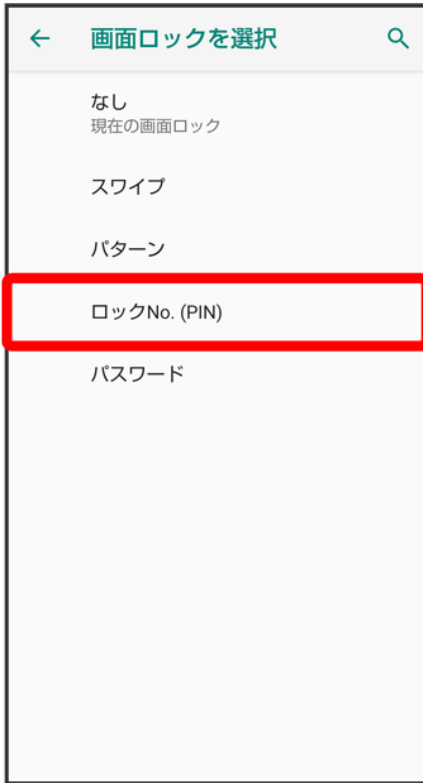 画面ロックを選択
なし
現在の画面ロック
スワイプ
パターン
ロックNo. (PIN)
パスワード